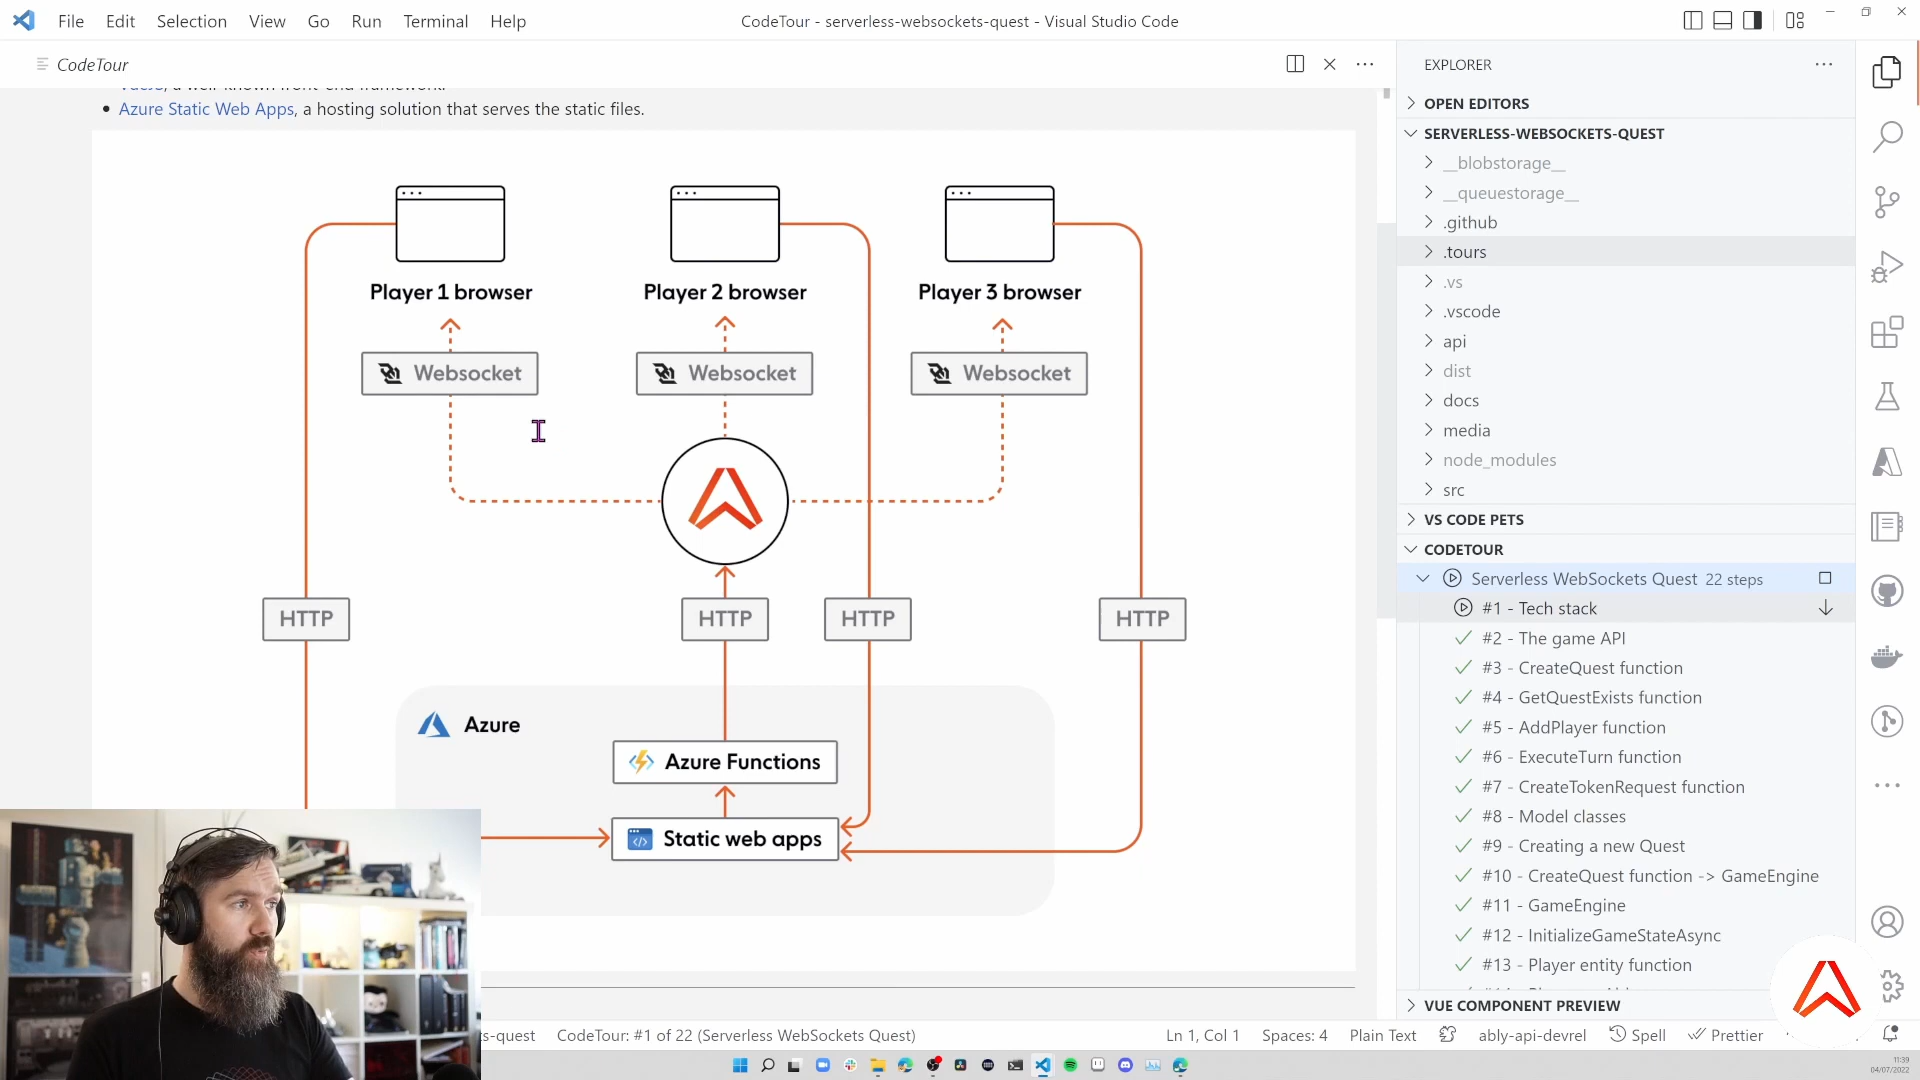 File Edit Selection View Go Run Terminal Help
CodeTour - serverless-websockets-quest - Visual Studio Code
CodeTour
Azure Static Web Apps, a hosting solution that serves the static files.
Player 1 browser
Player 2 browser
Player 3 browser
Websocket
Websocket
Websocket
HTTP
HTTP
HTTP
HTTP
Azure
Azure Functions
Static web apps
EXPLORER
OPEN EDITORS
SERVERLESS-WEBSOCKETS-QUEST
__blobstorage__
__queuestorage__
.github
.tours
.vs
.vscode
api
dist
docs
media
node_modules
src
VS CODE PETS
CODETOUR
Serverless WebSockets Quest 22 steps
#1 - Tech stack
#2 - The game API
#3 - CreateQuest function
#4 - GetQuestExists function
#5 - AddPlayer function
#6 - ExecuteTurn function
#7 - CreateTokenRequest function
#8 - Model classes
#9 - Creating a new Quest
#10 - CreateQuest function -> GameEngine
#11 - GameEngine
#12 - InitializeGameStateAsync
#13 - Player entity function
VUE COMPONENT PREVIEW
s-quest CodeTour: #1 of 22 (Serverless WebSockets Quest) Ln 1, Col 1 Spaces: 4 Plain Text ably-api-devrel Spell Prettier
11:39
04/07/2022